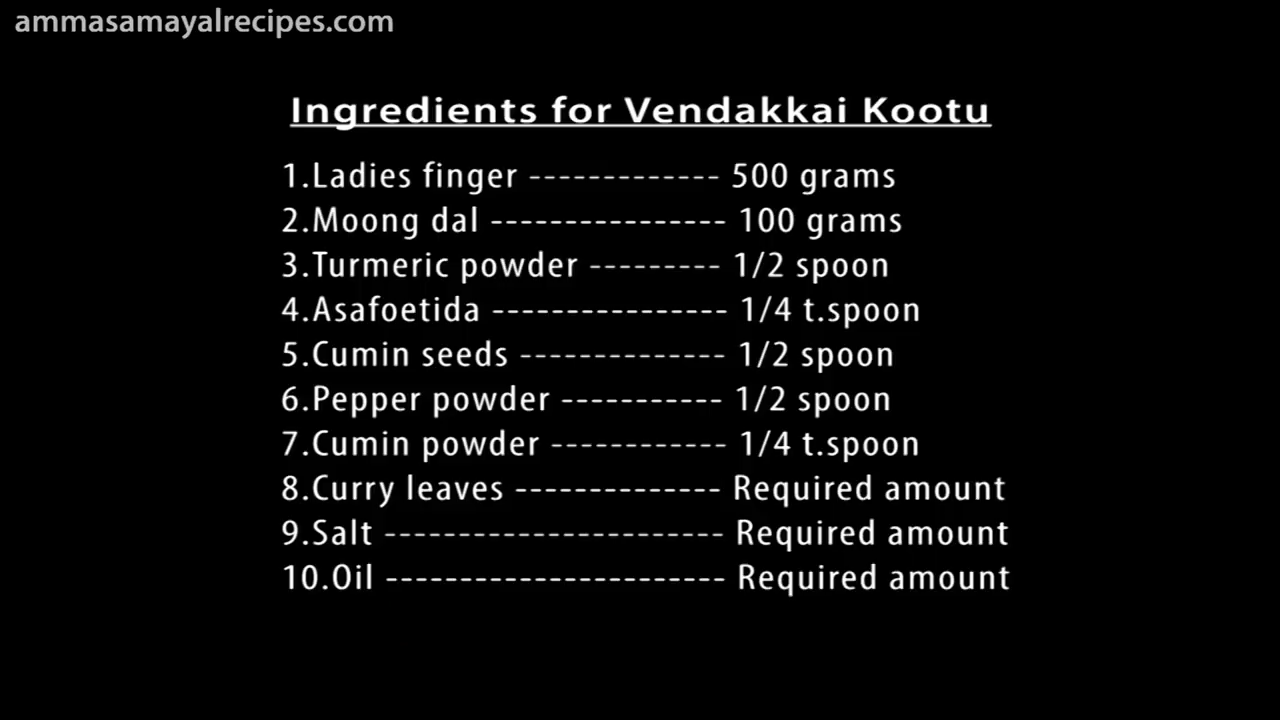 ammasamayalrecipes.com
Ingredients for Vendakkai Kootu
1.Ladies finger ------------- 500 grams
2.Moong dal ---------------- 100 grams
3.Turmeric powder --------- 1/2 spoon
4.Asafoetida ---------------- 1/4 t.spoon
5.Cumin seeds -------------- 1/2 spoon
6.Pepper powder ----------- 1/2 spoon
7.Cumin powder ------------ 1/4 t.spoon
8.Curry leaves -------------- Required amount
9.Salt ----------------------- Required amount
10.Oil ----------------------- Required amount